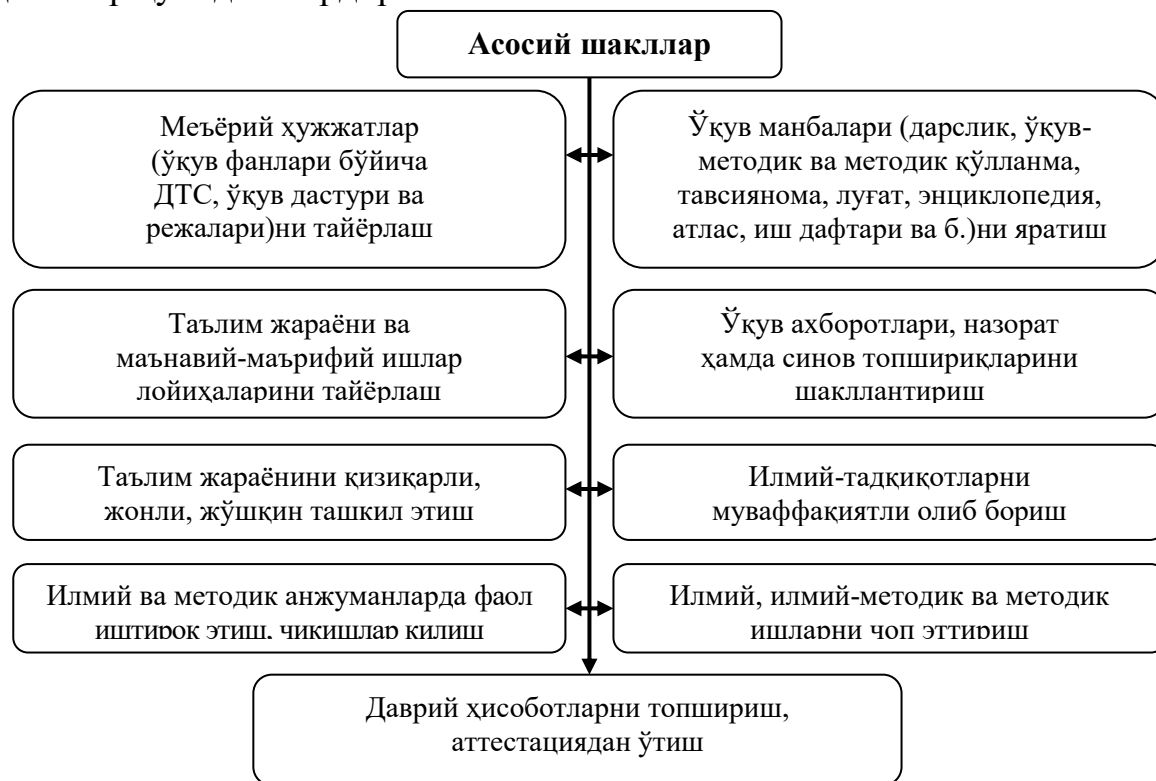 Асосий шакллар
Меъёрий ҳужжатлар
(ўқув фанлари бўйича
ДТС, ўқув дастури ва
режалари)ни тайёрлаш
Ўқув манбалари (дарслик, ўқув-
методик ва методик қўлланма,
тавсиянома, луғат, энциклопедия,
атлас, иш дафтари ва б.)ни яратиш
Таълим жараёни ва
маънавий-маърифий ишлар
лойиҳаларини тайёрлаш
Ўқув ахборотлари, назорат
ҳамда синов топшириқларини
шакллантириш
Таълим жараёнини қизиқарли,
жонли, жўшқин ташкил этиш
Илмий-тадқиқотларни
муваффақиятли олиб бориш
Илмий ва методик анжуманларда фаол
иштирок этиш, чиқишлар қилиш
Илмий, илмий-методик ва методик
ишларни чоп эттириш
Даврий ҳисоботларни топшириш,
аттестациядан ўтиш